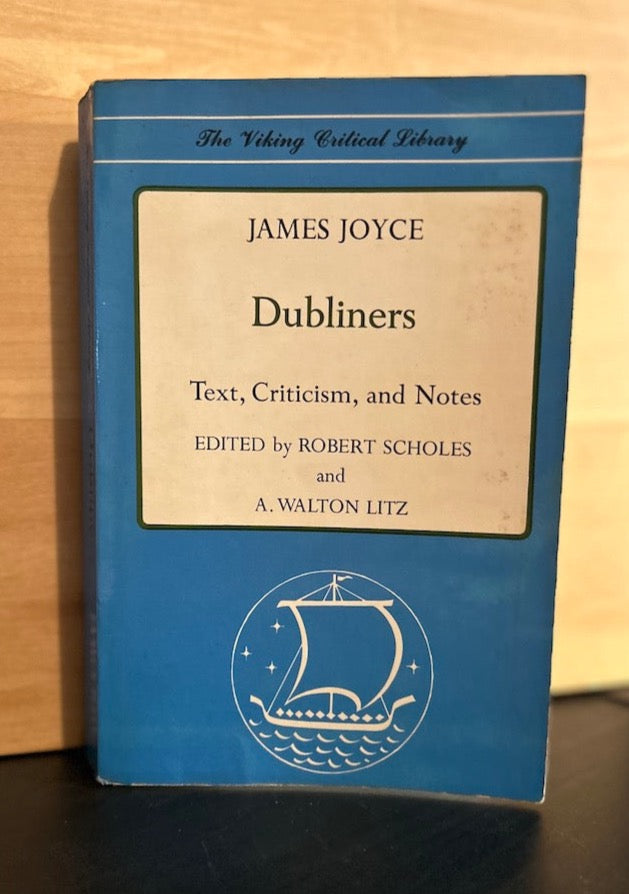 The Viking Critical Library
JAMES JOYCE
Dubliners
Text, Criticism, and Notes
EDITED by ROBERT SCHOLES
and
A. WALTON LITZ